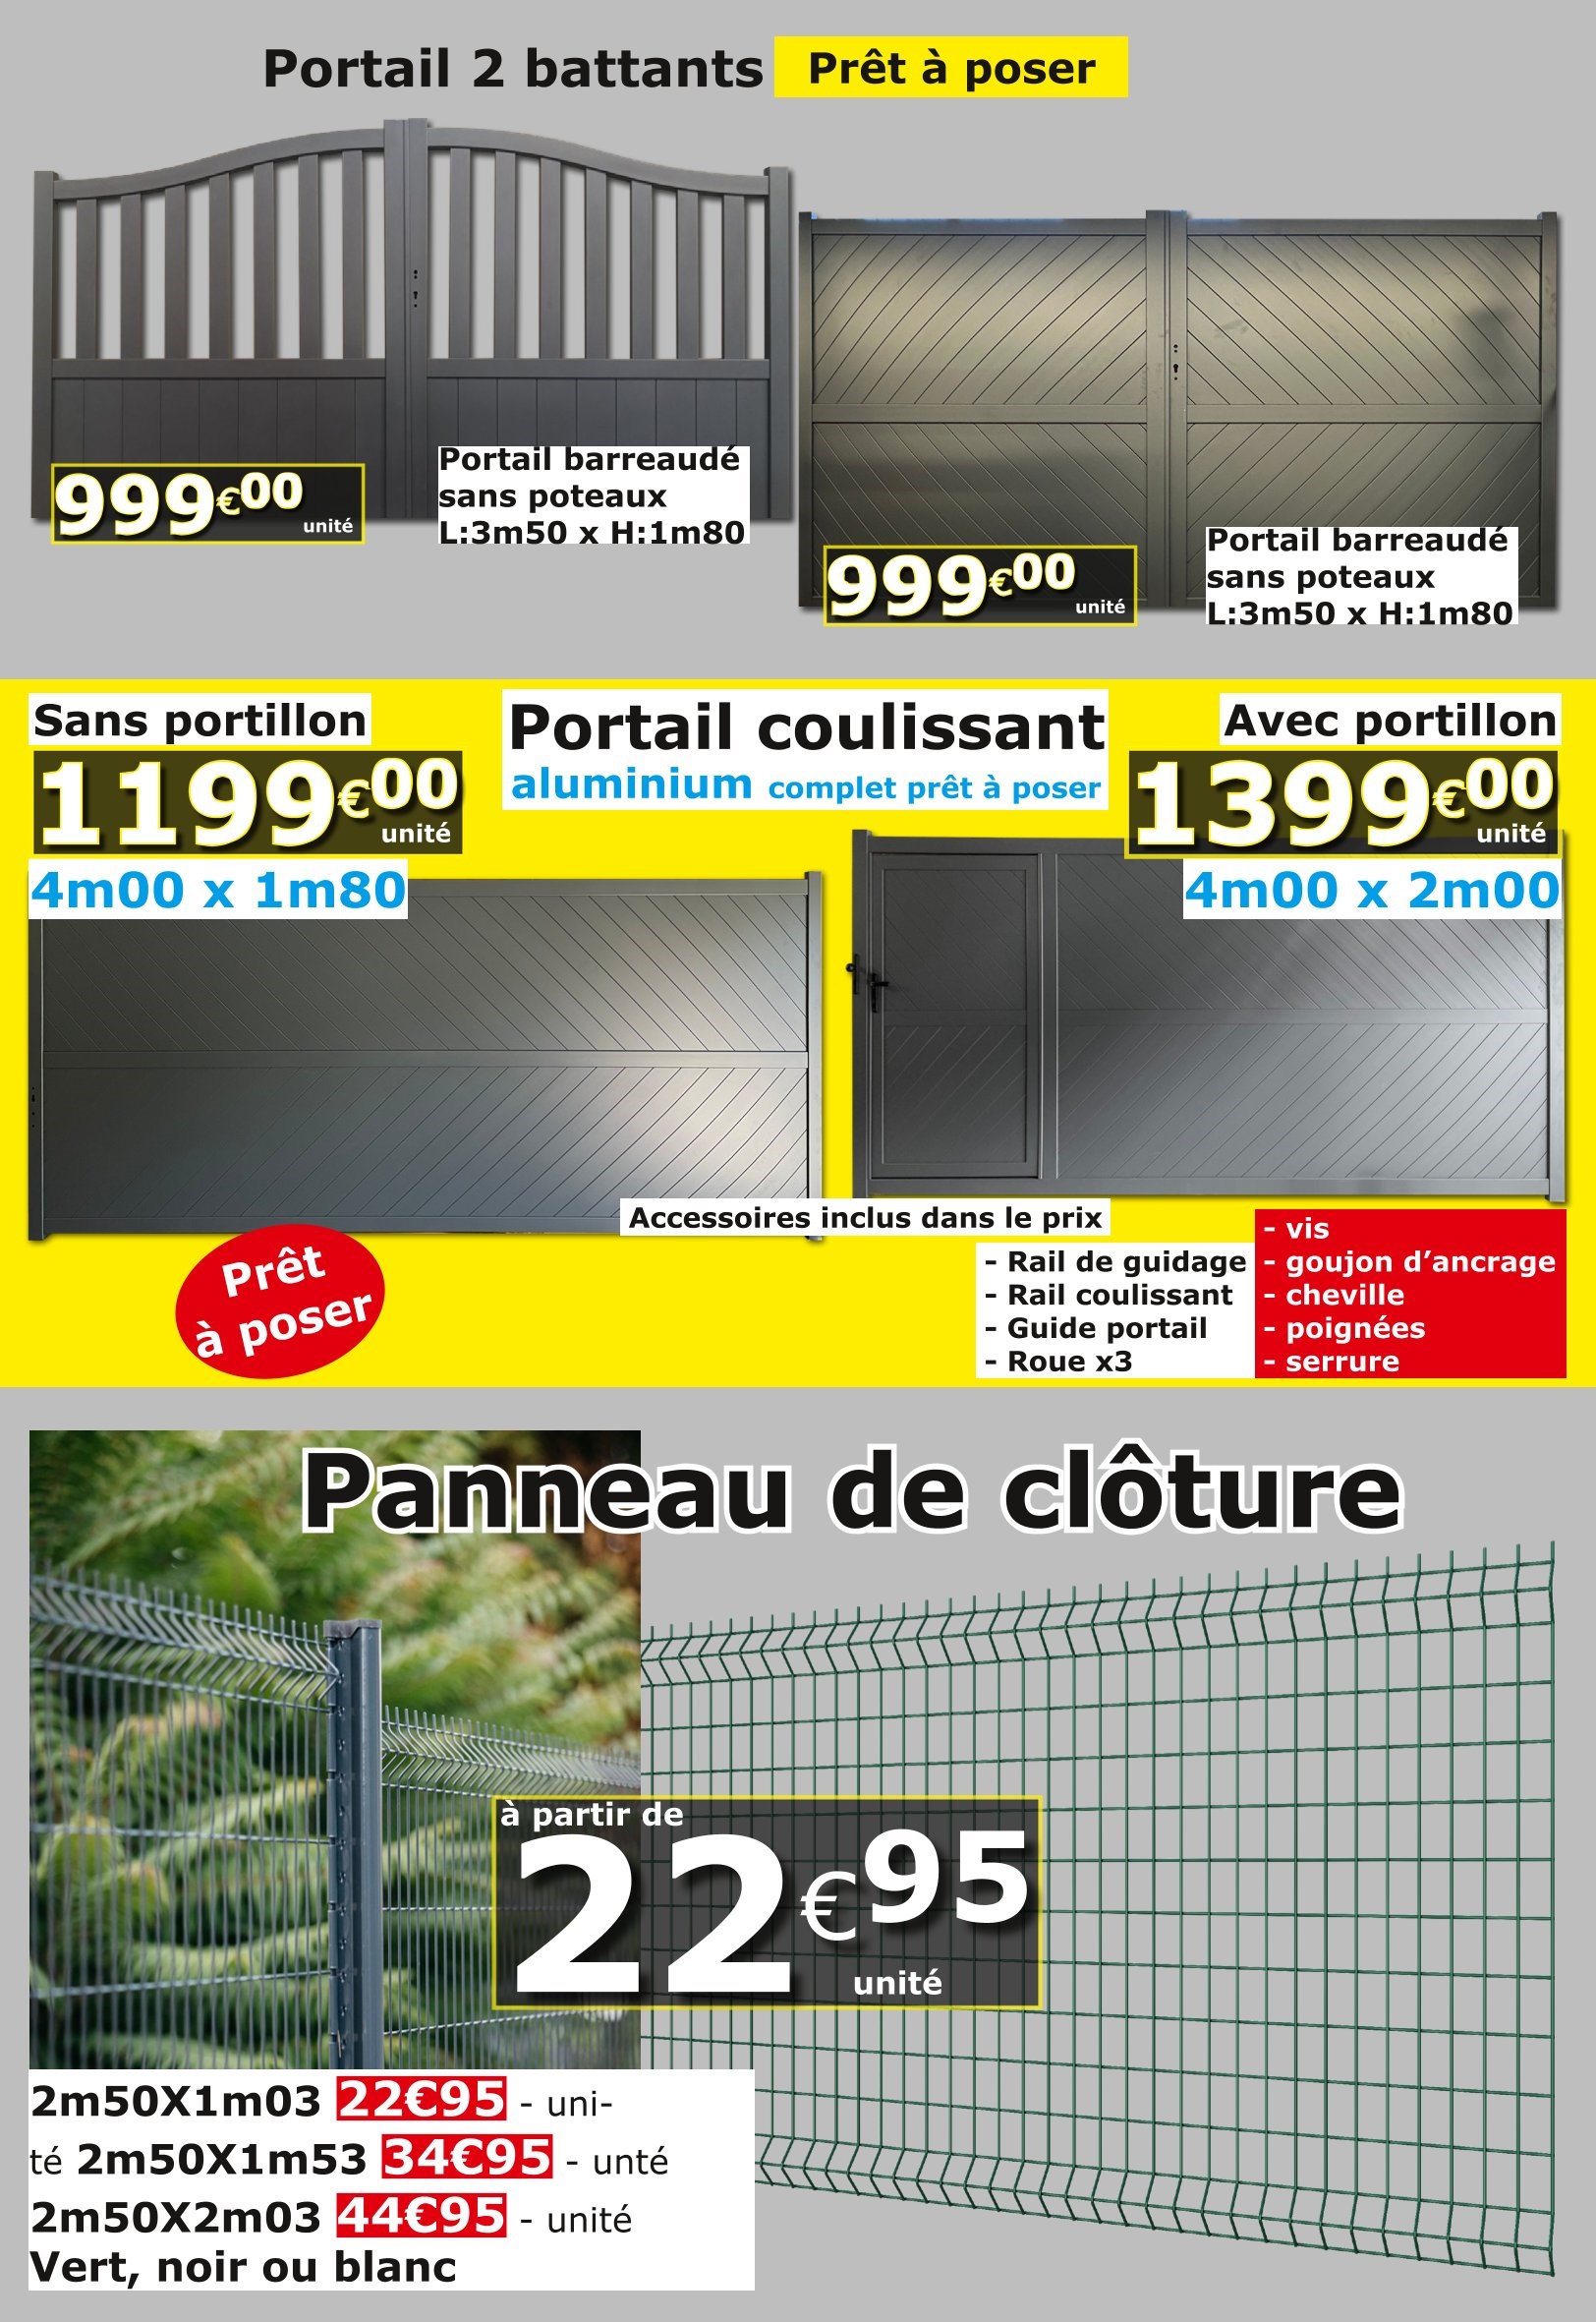 Portail 2 battants Prêt à poser
999€00
unité
Portail barreaudé
sans poteaux
L:3m50 x H:1m80
999€00
unité
Portail barreaudé
sans poteaux
L:3m50 x H:1m80
Sans portillon
1199€00
unité
4m00 x 1m80
Portail coulissant
aluminium complet prêt à poser
Avec portillon
1399€00
unité
4m00 x 2m00
Prêt
à poser
Accessoires inclus dans le prix
- Rail de guidage
- Rail coulissant
- Guide portail
- Roue x3
- vis
- goujon d’ancrage
- cheville
- poignées
- serrure
Panneau de clôture
à partir de
22€95
unité
2m50X1m03 22€95 - uni-
té 2m50X1m53 34€95 - unté
2m50X2m03 44€95 - unité
Vert, noir ou blanc